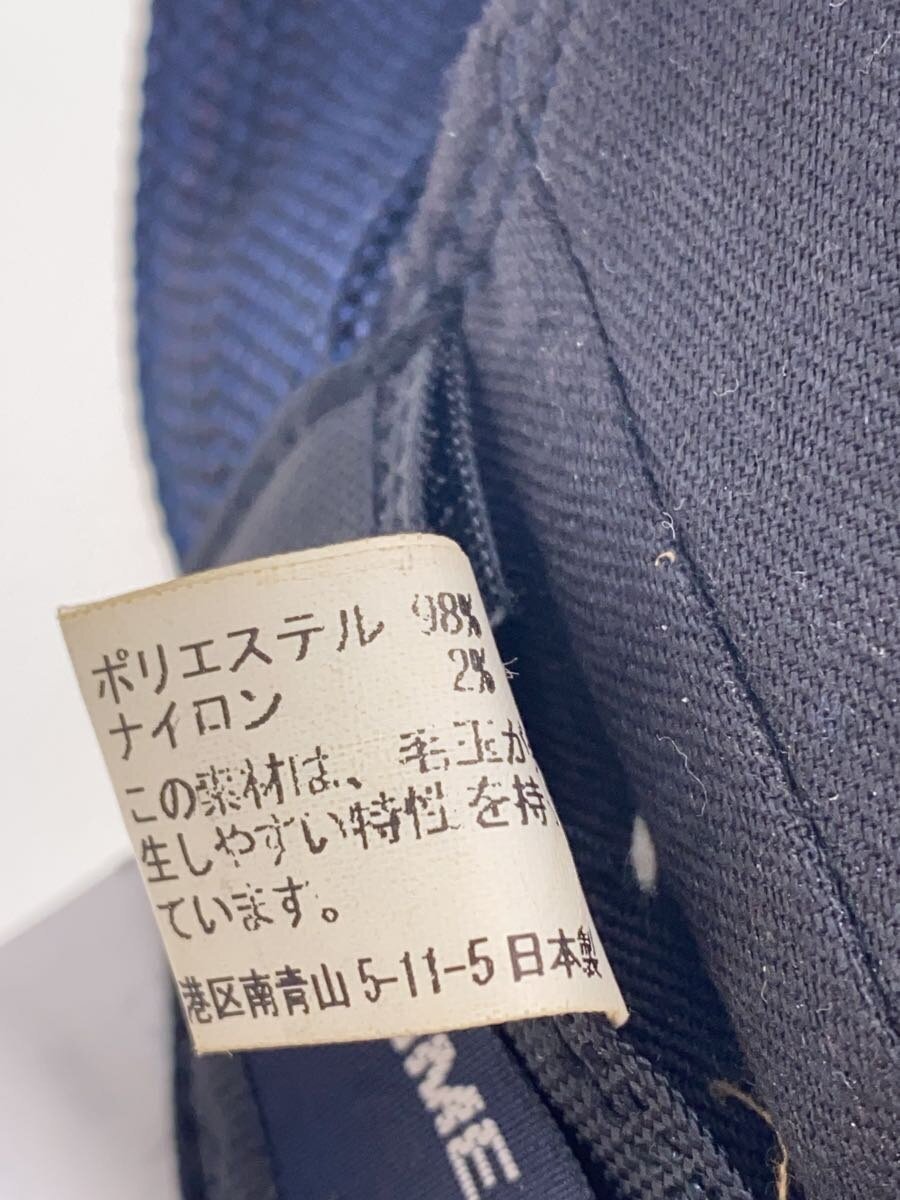 ポリエステル 98%
ナイロン 2%
この素材は、毛玉が
生しやすい特性を持
ています。
港区南青山 5-11-5 日本製
ME